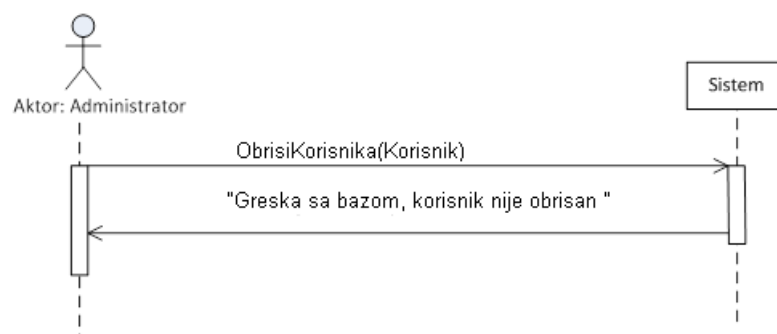 Aktor: Administrator
Sistem
ObrisiKorisnika(Korisnik)
"Greska sa bazom, korisnik nije obrisan "